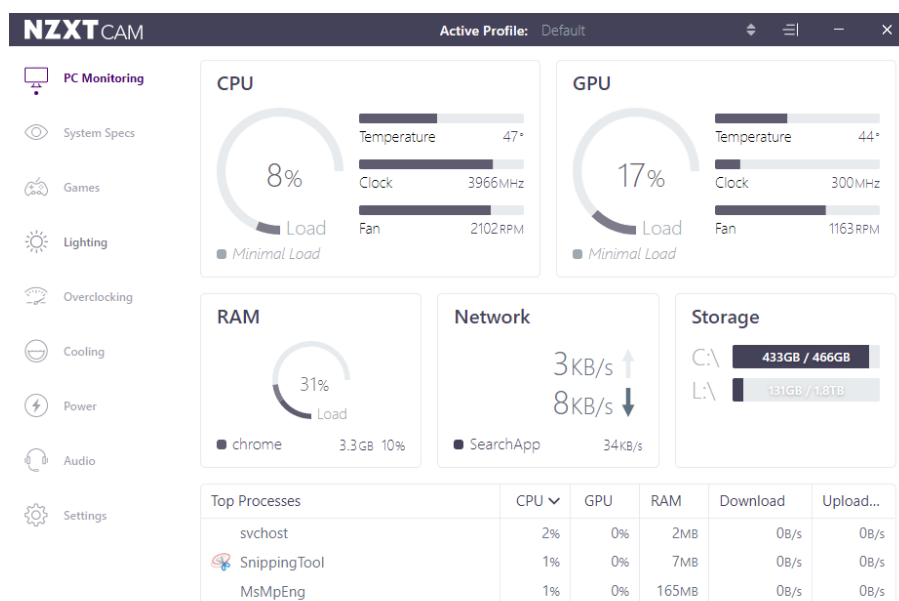 NZXT CAM
Active Profile: Default
PC Monitoring
System Specs
Games
Lighting
Overclocking
Cooling
Power
Audio
Settings
CPU
8%
Load
Minimal Load
Temperature 47°
Clock 3966MHz
Fan 2102RPM
GPU
17%
Load
Minimal Load
Temperature 44°
Clock 300MHz
Fan 1163RPM
RAM
31%
Load
chrome 3.3GB 10%
Network
3KB/s
8KB/s
SearchApp 34KB/s
Storage
C:\ 433GB / 466GB
L:\ 131GB / 1.8TB
Top Processes CPU GPU RAM Download Upload...
svchost 2% 0% 2MB 0B/s 0B/s
SnippingTool 1% 0% 7MB 0B/s 0B/s
MsMpEng 1% 0% 165MB 0B/s 0B/s